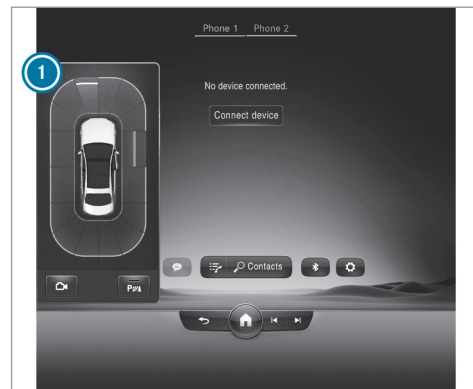 Phone 1 Phone 2
1
No device connected.
Connect device
Contacts
P